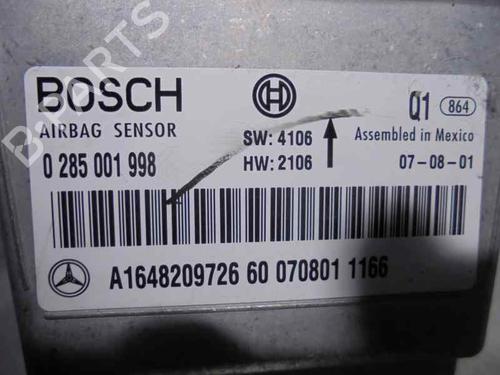 B-PARTS
BOSCH
AIRBAG SENSOR
0 285 001 998
SW: 4106
HW: 2106
Q1 864
Assembled in Mexico
07-08-01
A1648209726 60 070801 1166